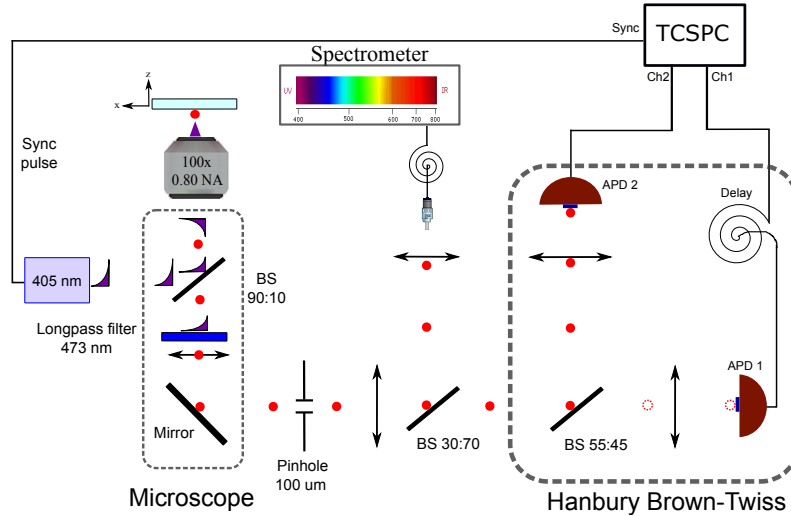 Sync
TCSPC
Ch2
Ch1
Spectrometer
UV
IR
400
500
600
700
800
z
x
Sync
pulse
100x
0.80 NA
APD 2
Delay
405 nm
BS
90:10
Longpass filter
473 nm
APD 1
Mirror
BS 30:70
BS 55:45
Pinhole
100 um
Microscope
Hanbury Brown-Twiss